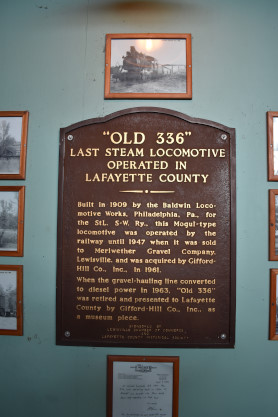 "OLD 336"
LAST STEAM LOCOMOTIVE
OPERATED IN
LAFAYETTE COUNTY
Built in 1909 by the Baldwin Loco-
motive Works, Philadelphia, Pa., for
the St.L. S-W. Ry., this Mogul-type
locomotive was operated by the
railway until 1947 when it was sold
to Meriwether Gravel Company,
Lewisville, and was acquired by Gifford-
Hill Co., Inc., in 1961.
When the gravel-hauling line converted
to diesel power in 1963, "Old 336"
was retired and presented to Lafayette
County by Gifford-Hill Co., Inc., as
a museum piece.
LAFAYETTE COUNTY HISTORICAL SOCIETY